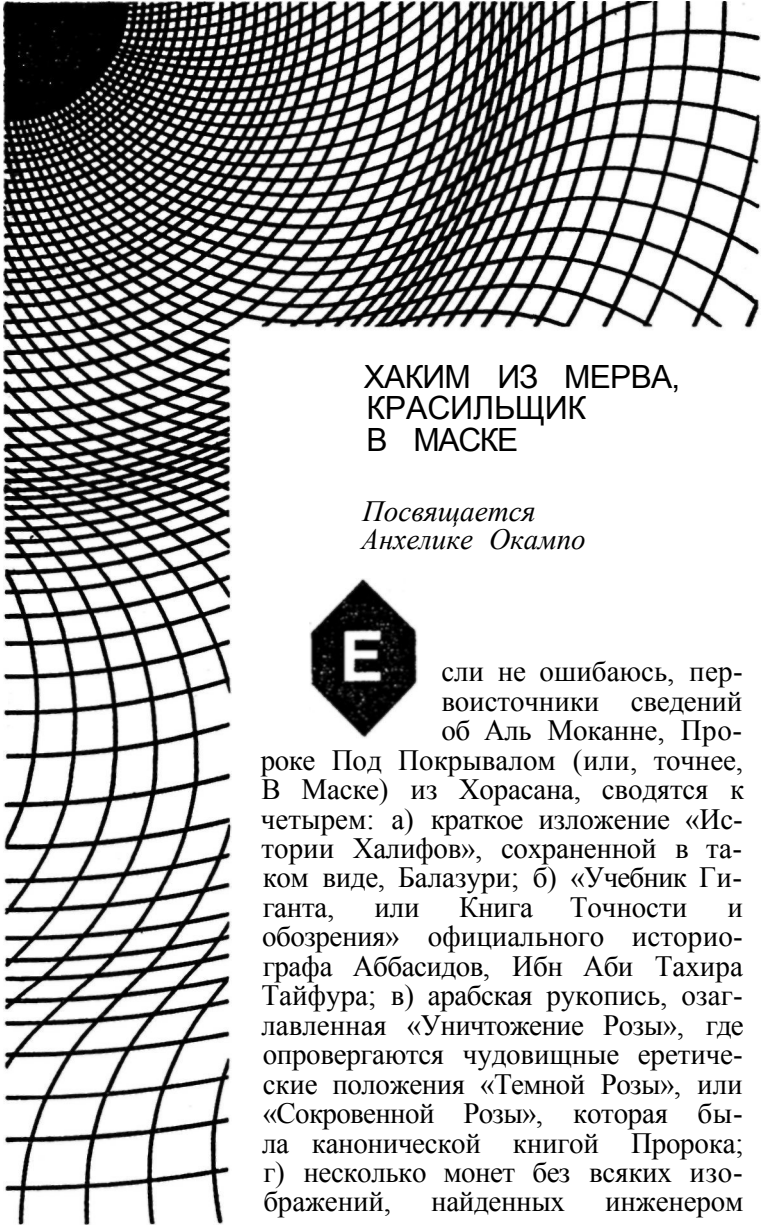 ХАКИМ ИЗ МЕРВА,
КРАСИЛЬЩИК
В МАСКЕ
Посвящается
Анхелике Окампо
Если не ошибаюсь, пер-
воисточники сведений
об Аль Моканне, Про-
роке Под Покрывалом (или, точнее,
В Маске) из Хорасана, сводятся к
четырем: а) краткое изложение «Ис-
тории Халифов», сохраненной в та-
ком виде, Балазури; б) «Учебник Ги-
ганта, или Книга Точности и
обозрения» официального историо-
графа Аббасидов, Ибн Аби Тахира
Тайфура; в) арабская рукопись, озаг-
лавленная «Уничтожение Розы», где
опровергаются чудовищные еретиче-
ские положения «Темной Розы», или
«Сокровенной Розы», которая бы-
ла канонической книгой Пророка;
г) несколько монет без всяких изо-
бражений, найденных инженером